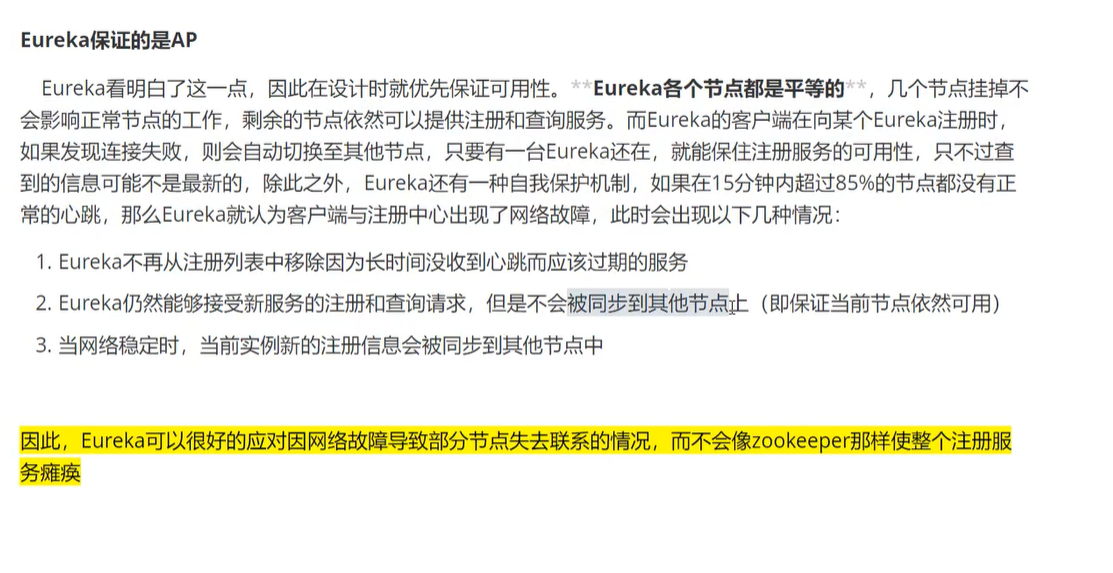 Eureka保证的是AP
Eureka看明白了这一点，因此在设计时就优先保证可用性。**Eureka各个节点都是平等的**，几个节点挂掉不
会影响正常节点的工作，剩余的节点依然可以提供注册和查询服务。而Eureka的客户端在向某个Eureka注册时，
如果发现连接失败，则会自动切换至其他节点，只要有一台Eureka还在，就能保住注册服务的可用性，只不过查
到的信息可能不是最新的，除此之外，Eureka还有一种自我保护机制，如果在15分钟内超过85%的节点都没有正
常的心跳，那么Eureka就认为客户端与注册中心出现了网络故障，此时会出现以下几种情况：
1. Eureka不再从注册列表中移除因为长时间没收到心跳而应该过期的服务
2. Eureka仍然能够接受新服务的注册和查询请求，但是不会被同步到其他节点上（即保证当前节点依然可用）
3. 当网络稳定时，当前实例新的注册信息会被同步到其他节点中
因此，Eureka可以很好的应对因网络故障导致部分节点失去联系的情况，而不会像zookeeper那样使整个注册服
务瘫痪